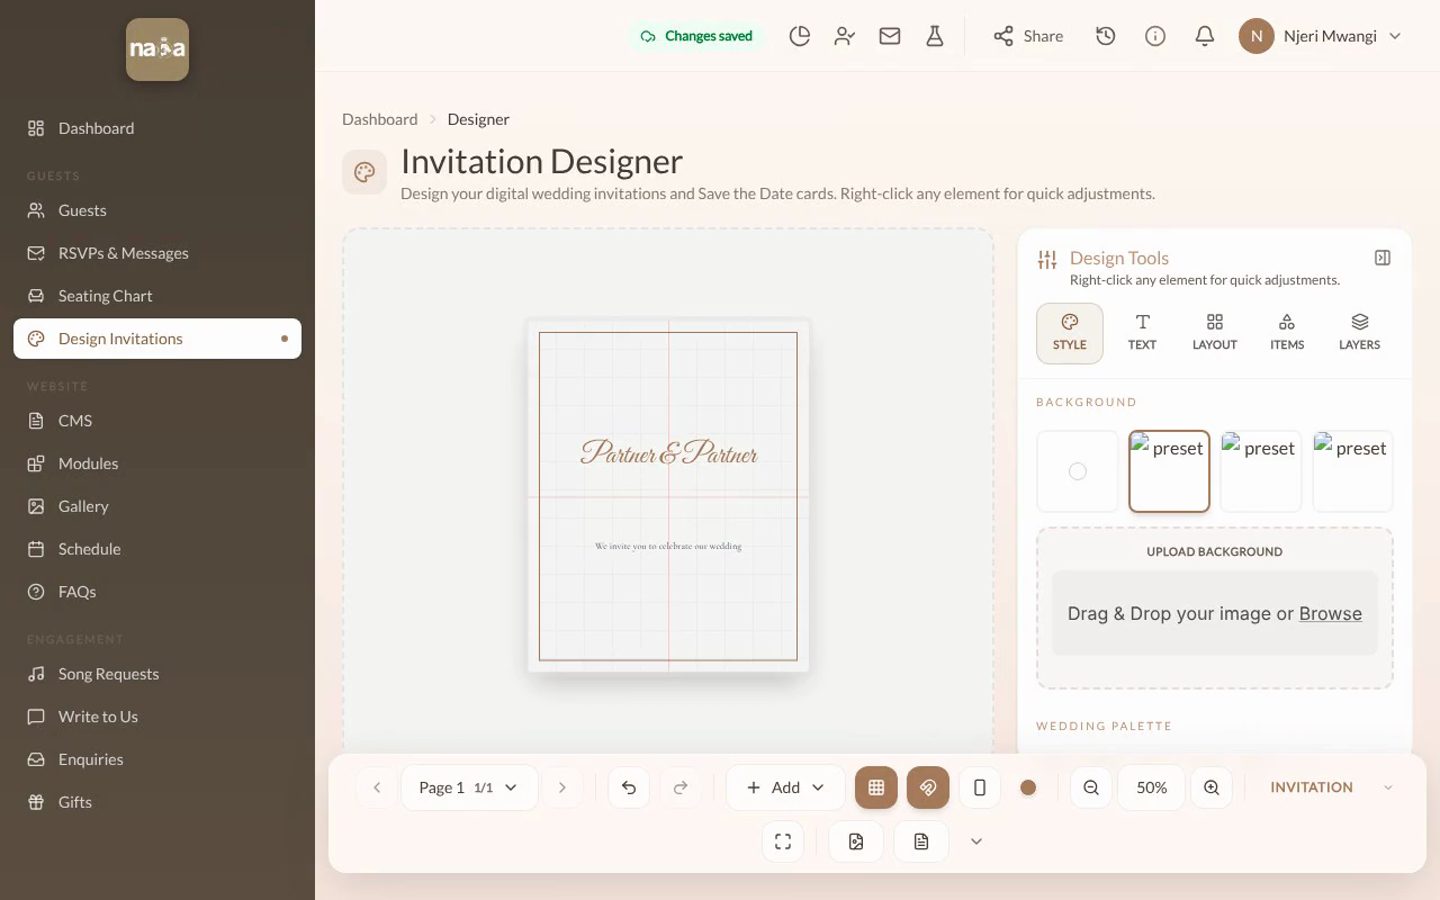 naija
Dashboard
GUESTS
Guests
RSVPs & Messages
Seating Chart
Design Invitations
WEBSITE
CMS
Modules
Gallery
Schedule
FAQs
ENGAGEMENT
Song Requests
Write to Us
Enquiries
Gifts
Changes saved
Share
N
Njeri Mwangi
Dashboard > Designer
Invitation Designer
Design your digital wedding invitations and Save the Date cards. Right-click any element for quick adjustments.
Partner & Partner
We invite you to celebrate our wedding
Design Tools
Right-click any element for quick adjustments.
STYLE TEXT LAYOUT ITEMS LAYERS
BACKGROUND
preset preset preset
UPLOAD BACKGROUND
Drag & Drop your image or Browse
WEDDING PALETTE
Page 1 1/1 Add 50% INVITATION